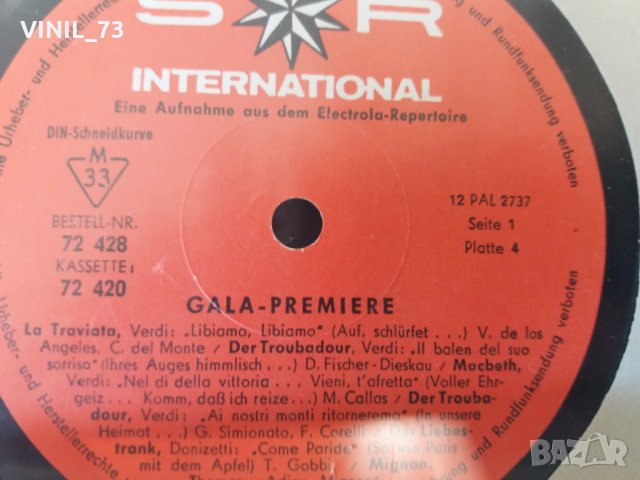 VINIL_73
S R
INTERNATIONAL
Eine Aufnahme aus dem Electrola-Repertoire
DIN-Schneidkurve
M
33
BESTELL-NR.
72 428
KASSETTE:
72 420
12 PAL 2737
Seite 1
Platte 4
GALA-PREMIERE
La Traviata, Verdi: „Libiamo, Libiamo" (Auf, schlürfet . . .) V. de los
Angeles, C. del Monte / Der Troubadour, Verdi: „Il balen del suo
sorriso" (Ihres Auges himmlisch . . .) D. Fischer-Dieskau / Macbeth,
Verdi: „Nel di della vittoria . . . Vieni, t'afretta" (Voller Ehr-
geiz . . . Komm, daß ich reize . . .) M. Callas / Der Trouba-
dour, Verdi: „Ai nostri monti ritorneremo" (In unsere
Heimat . . .) G. Simionato, F. Corelli / Der Liebes-
trank, Donizetti: „Come Paride" (So wie Paris
mit dem Apfel) T. Gobbi / Mignon,
Urheber- und Herstellerrechte
und Rundfunksendung verboten
BAZAR
bg